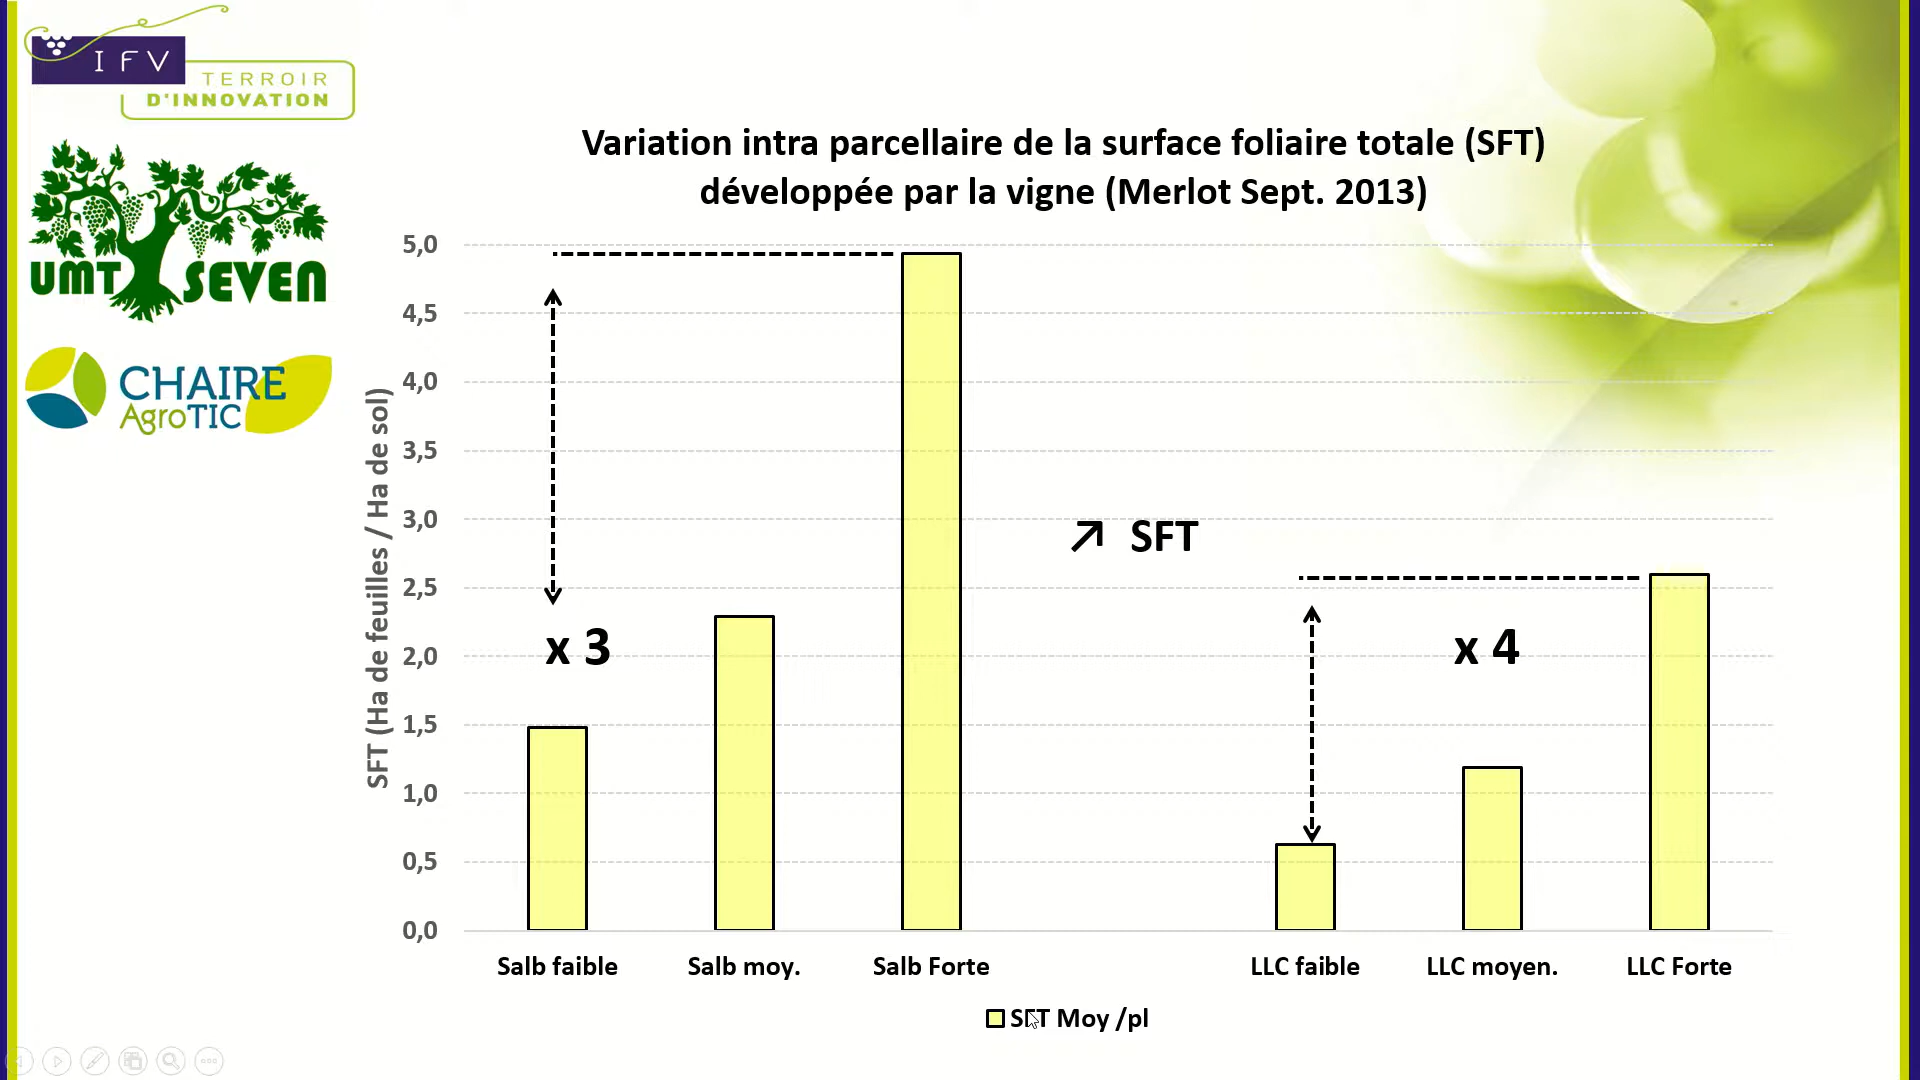 IFV
TERROIR
D'INNOVATION
UMT SEVEN
CHAIRE
AgroTIC
Variation intra parcellaire de la surface foliaire totale (SFT)
développée par la vigne (Merlot Sept. 2013)
SFT (Ha de feuilles / Ha de sol)
5,0
4,5
4,0
3,5
3,0
2,5
2,0
1,5
1,0
0,5
0,0
x 3
↗ SFT
x 4
Salb faible
Salb moy.
Salb Forte
LLC faible
LLC moyen.
LLC Forte
SFT Moy /pl